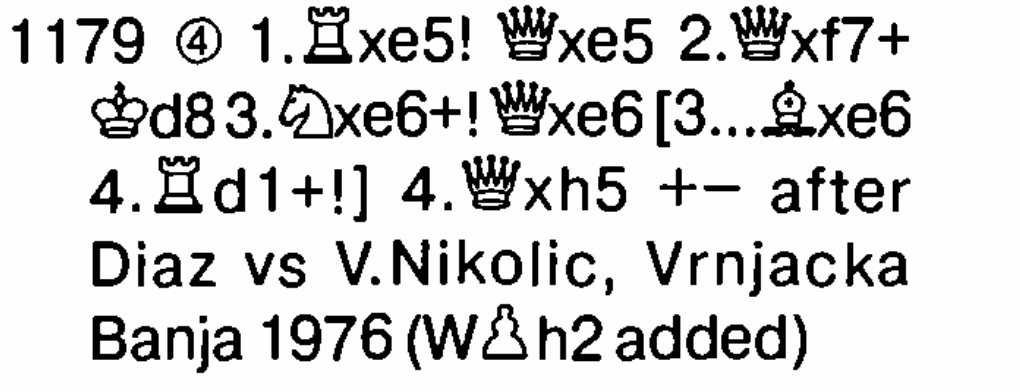 1179 ④ 1.♖xe5! ♕xe5 2.♕xf7+
♔d8 3.♘xe6+! ♕xe6 [3...♗xe6
4.♖d1+!] 4.♕xh5 +− after
Diaz vs V.Nikolic, Vrnjacka
Banja 1976 (W♙h2 added)